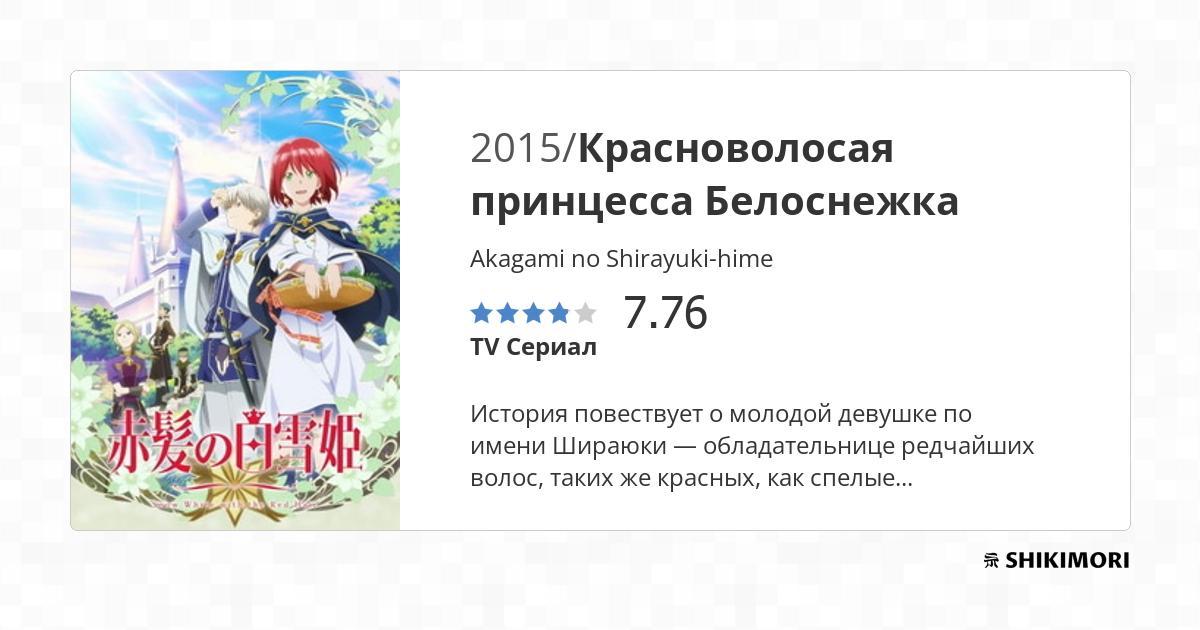 2015/Красноволосая
принцесса Белоснежка
Akagami no Shirayuki-hime
7.76
TV Сериал
История повествует о молодой девушке по
имени Шираюки — обладательнице редчайших
волос, таких же красных, как спелые...
赤髪の白雪姫
Snow White with the Red Hair
SHIKIMORI